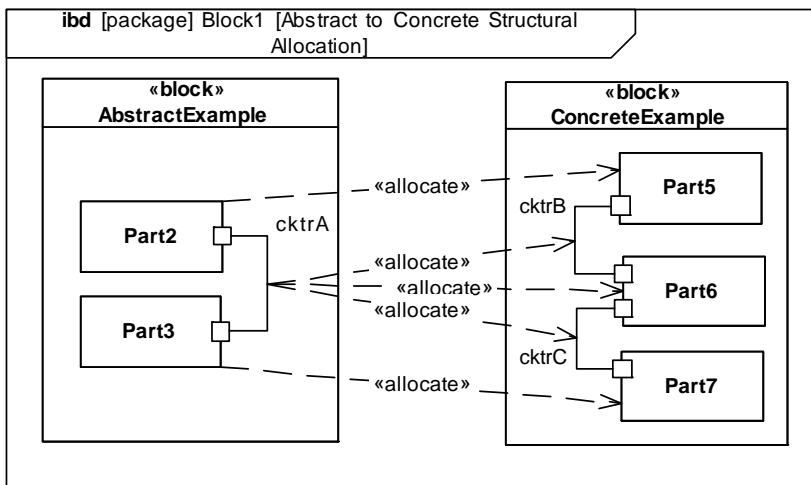 ibd [package] Block1 [Abstract to Concrete Structural
Allocation]
«block»
AbstractExample
«block»
ConcreteExample
«allocate»
Part5
cktrA
cktrB
Part2
«allocate»
«allocate»
Part6
«allocate»
Part3
cktrC
«allocate»
Part7